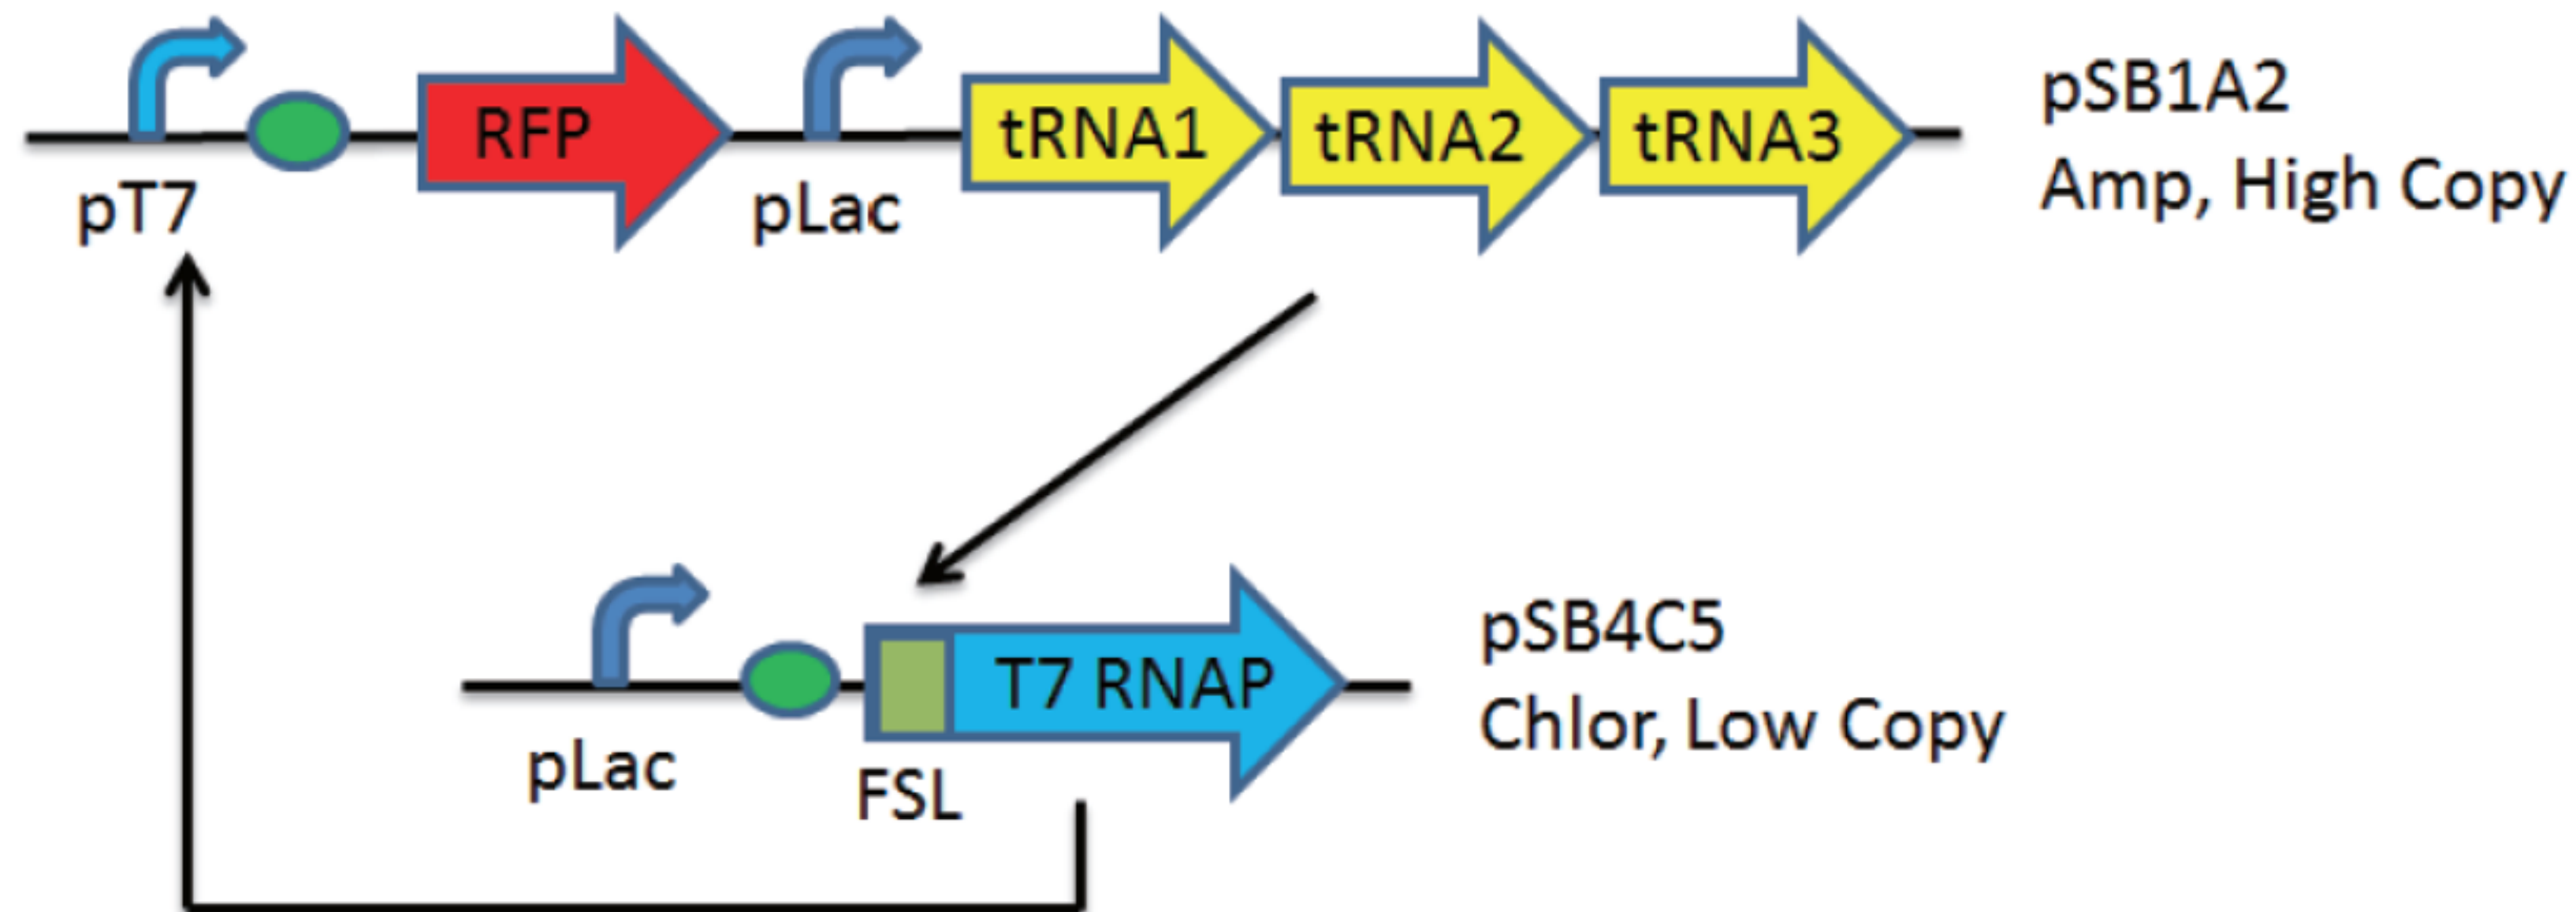 RFP
tRNA1
tRNA2
tRNA3
pT7
pLac
pSB1A2
Amp, High Copy
T7 RNAP
pLac
FSL
pSB4C5
Chlor, Low Copy